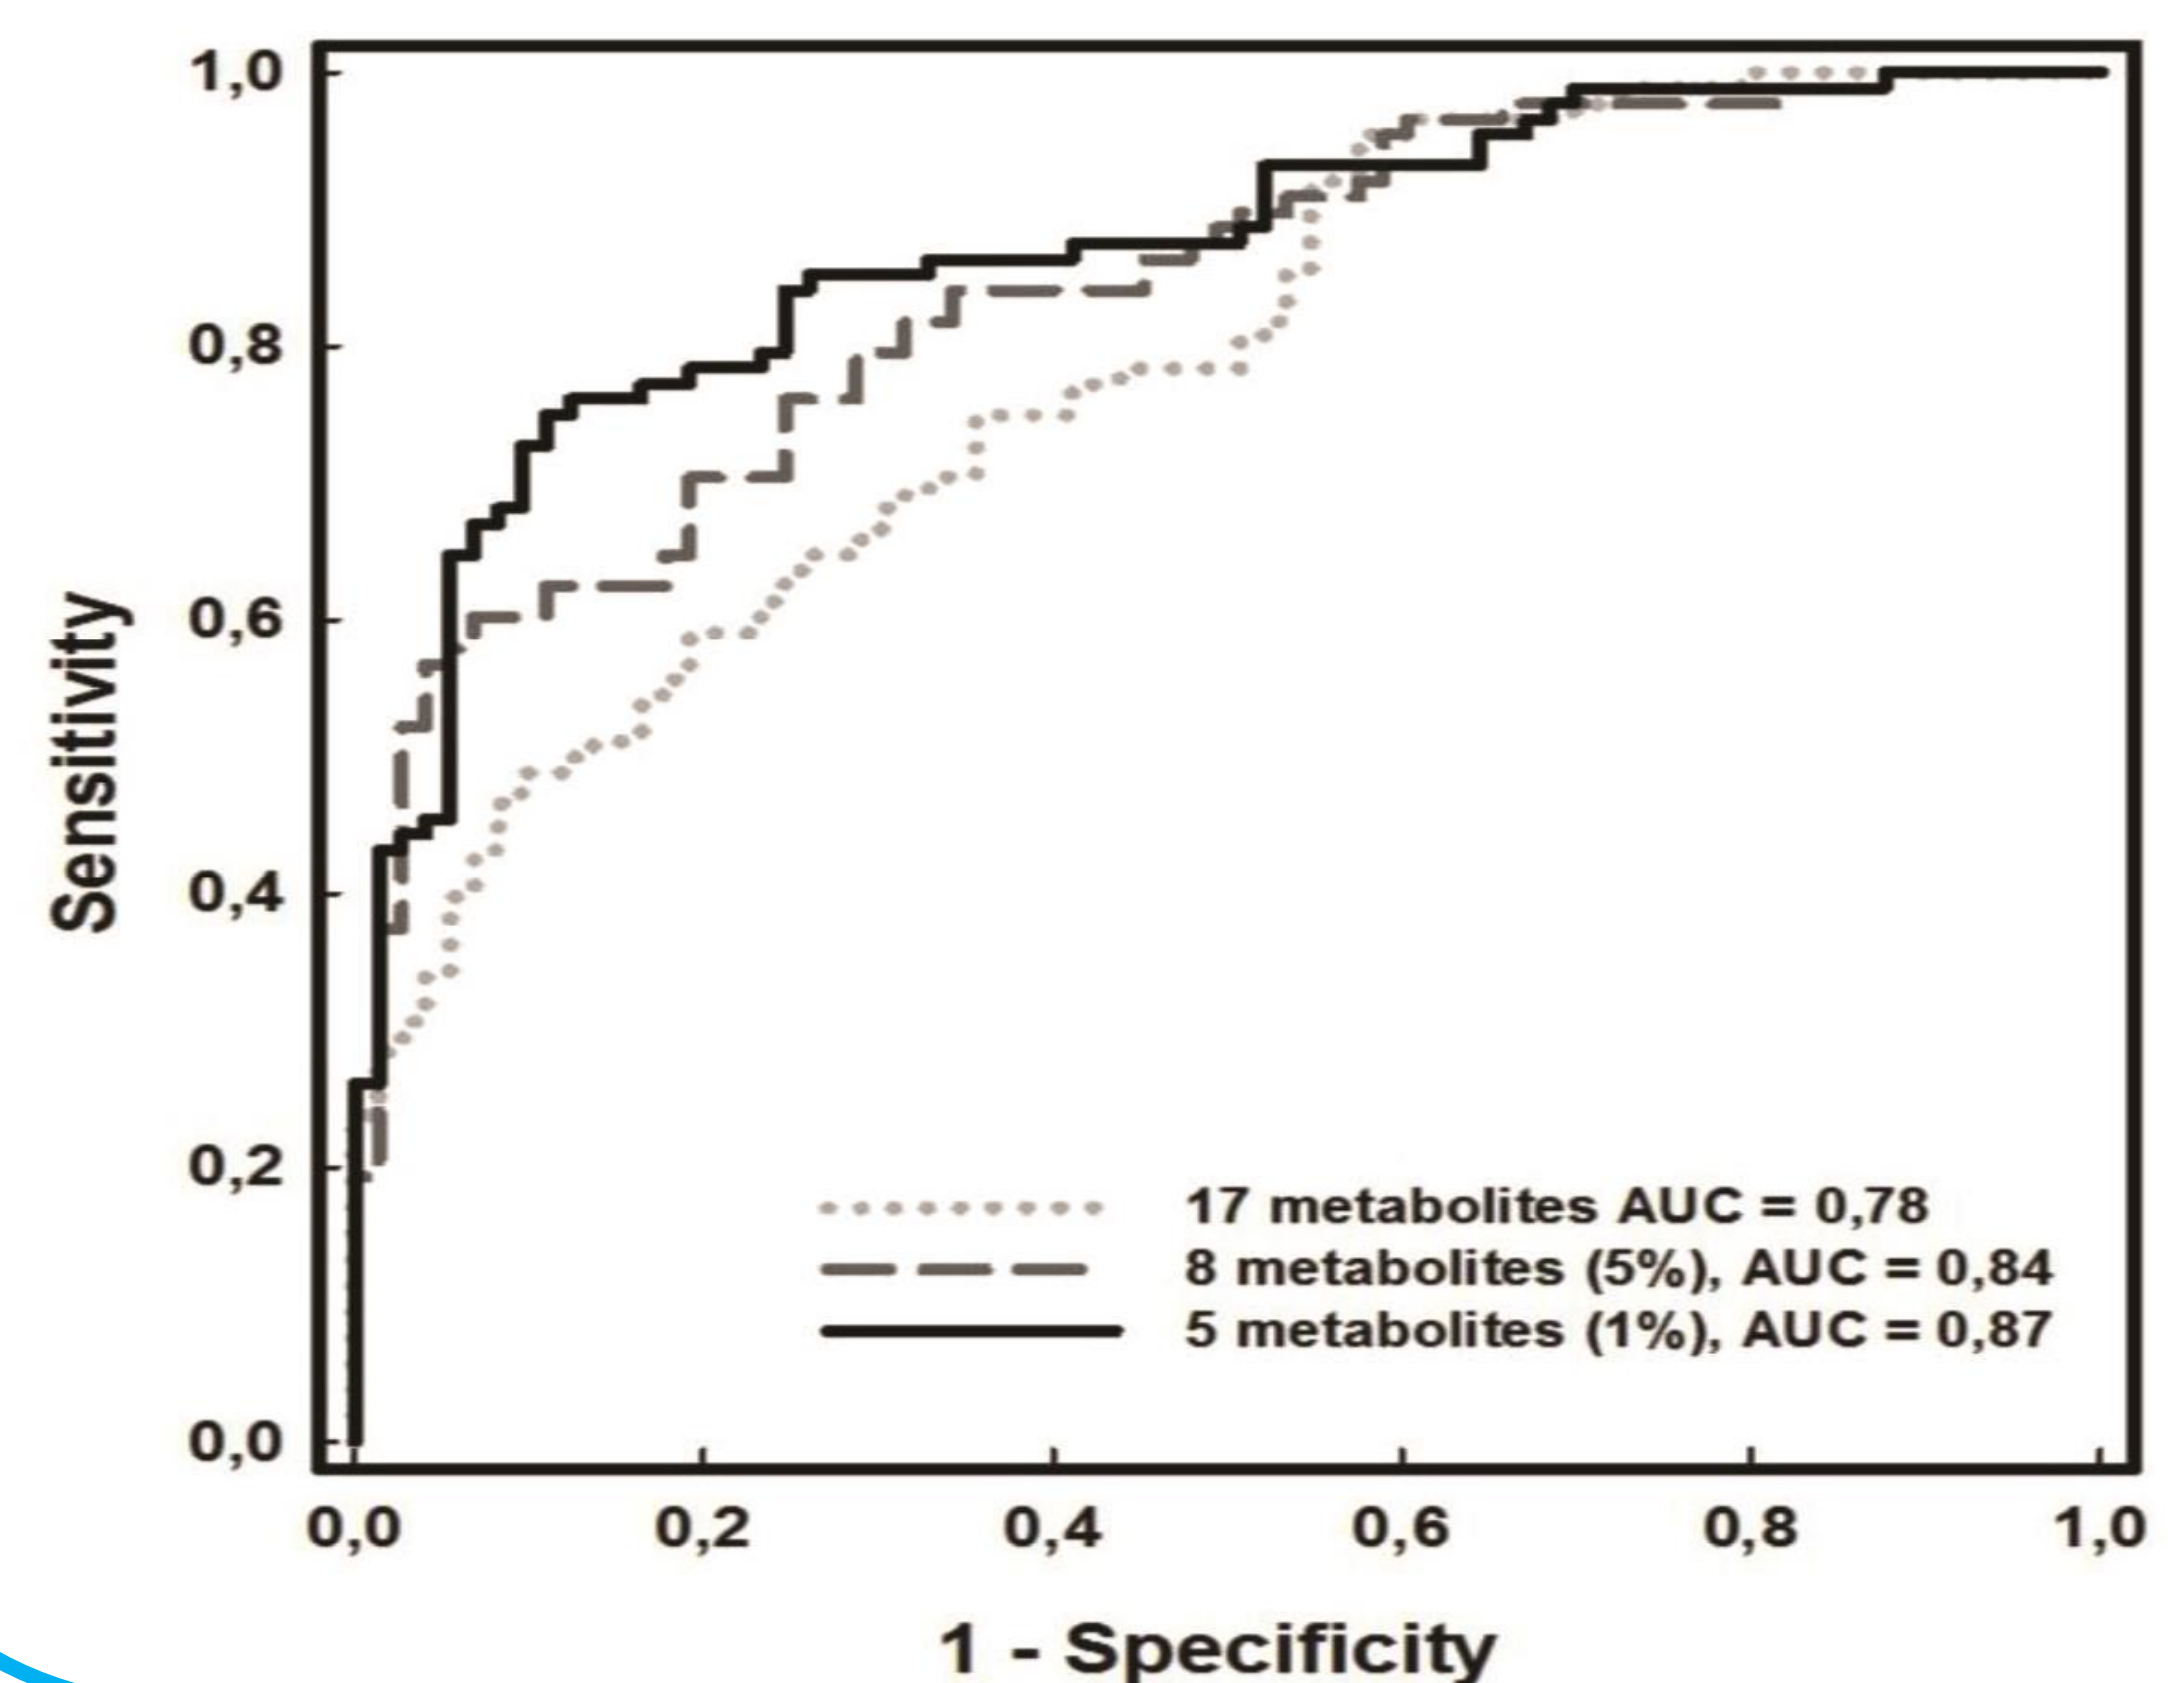 1,0
0,8
0,6
0,4
0,2
0,0
Sensitivity
17 metabolites AUC = 0,78
8 metabolites (5%), AUC = 0,84
5 metabolites (1%), AUC = 0,87
0,0 0,2 0,4 0,6 0,8 1,0
1 - Specificity